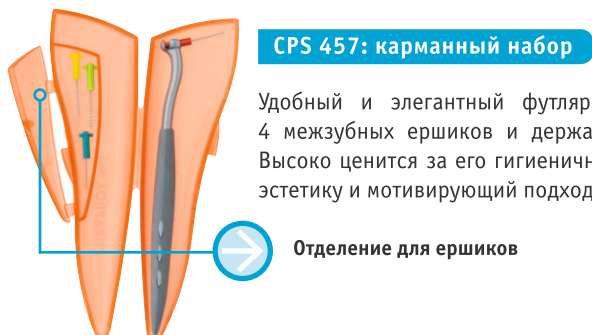 CPS 457: карманный набор
Удобный и элегантный футляр
4 межзубных ершиков и держа
Высоко ценится за его гигиенич
эстетику и мотивирующий подход
Отделение для ершиков